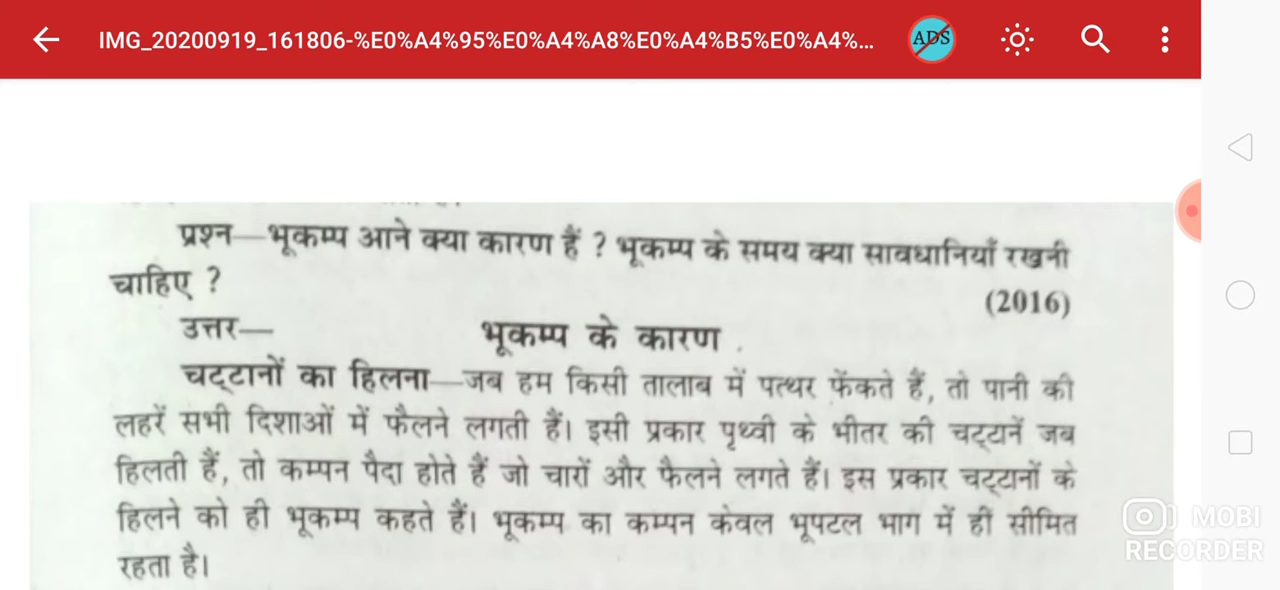 IMG_20200919_161806-%E0%A4%95%E0%A4%A8%E0%A4%B5%E0%A4%...
ADS
प्रश्न—भूकम्प आने क्या कारण हैं ? भूकम्प के समय क्या सावधानियाँ रखनी
चाहिए ?
(2016)
उत्तर—
भूकम्प के कारण .
चट्टानों का हिलना—जब हम किसी तालाब में पत्थर फेंकते हैं, तो पानी की
लहरें सभी दिशाओं में फैलने लगती हैं। इसी प्रकार पृथ्वी के भीतर की चट्टानें जब
हिलती हैं, तो कम्पन पैदा होते हैं जो चारों और फैलने लगते हैं। इस प्रकार चट्टानों के
हिलने को ही भूकम्प कहते हैं। भूकम्प का कम्पन केवल भूपटल भाग में ही सीमित
रहता है।
MOBI
RECORDER